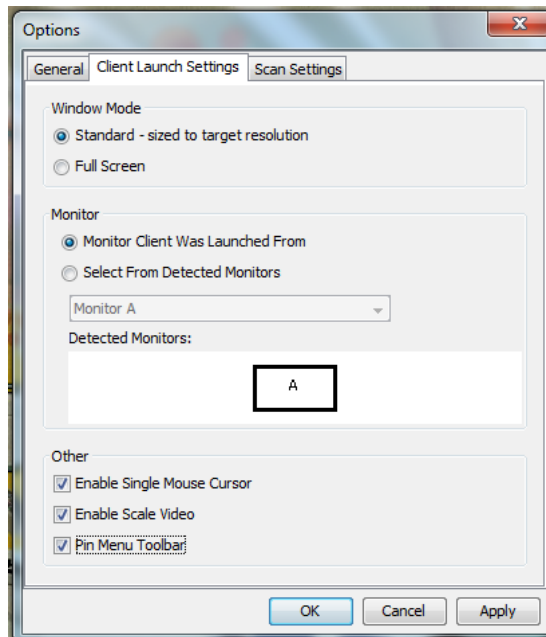 Options
General Client Launch Settings Scan Settings
Window Mode
Standard - sized to target resolution
Full Screen
Monitor
Monitor Client Was Launched From
Select From Detected Monitors
Monitor A
Detected Monitors:
A
Other
Enable Single Mouse Cursor
Enable Scale Video
Pin Menu Toolbar
OK Cancel Apply